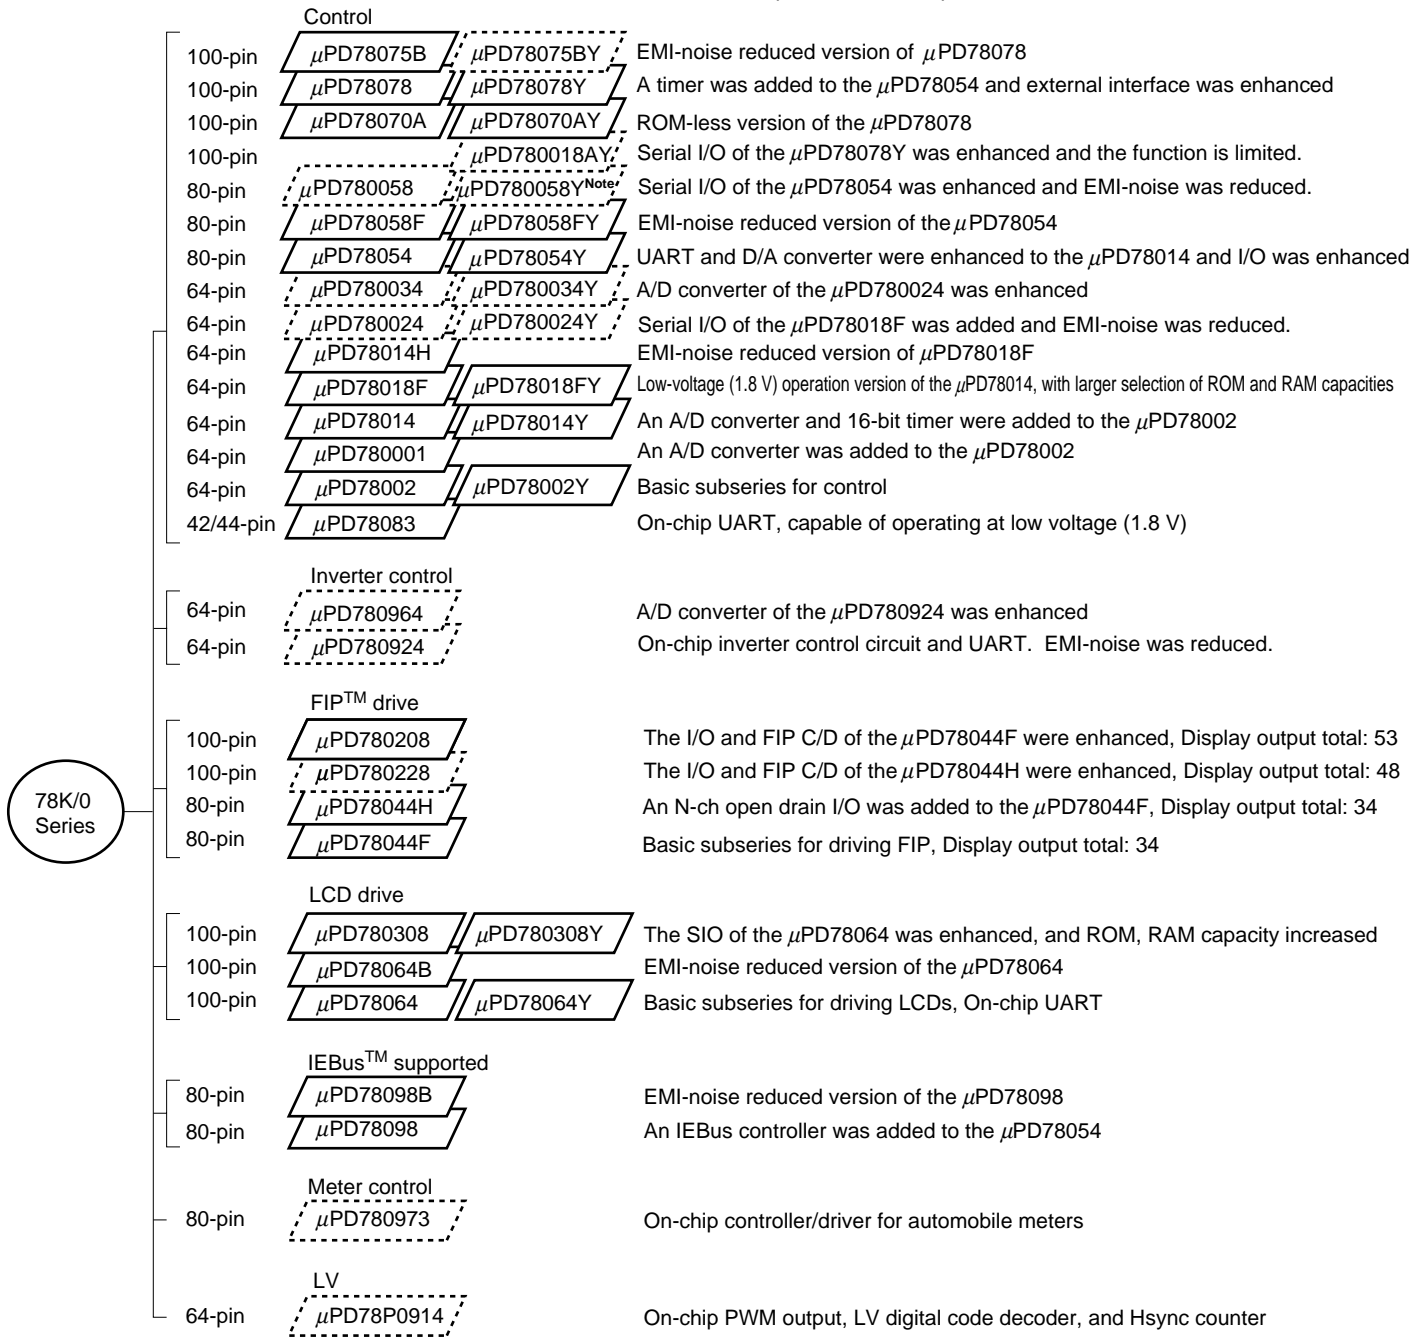 Control
100-pin μPD78075B μPD78075BY EMI-noise reduced version of μPD78078
100-pin μPD78078 μPD78078Y A timer was added to the μPD78054 and external interface was enhanced
100-pin μPD78070A μPD78070AY ROM-less version of the μPD78078
100-pin μPD780018AY Serial I/O of the μPD78078Y was enhanced and the function is limited.
80-pin μPD780058 μPD780058YNote Serial I/O of the μPD78054 was enhanced and EMI-noise was reduced.
80-pin μPD78058F μPD78058FY EMI-noise reduced version of the μPD78054
80-pin μPD78054 μPD78054Y UART and D/A converter were enhanced to the μPD78014 and I/O was enhanced
64-pin μPD780034 μPD780034Y A/D converter of the μPD780024 was enhanced
64-pin μPD780024 μPD780024Y Serial I/O of the μPD78018F was added and EMI-noise was reduced.
64-pin μPD78014H EMI-noise reduced version of μPD78018F
64-pin μPD78018F μPD78018FY Low-voltage (1.8 V) operation version of the μPD78014, with larger selection of ROM and RAM capacities
64-pin μPD78014 μPD78014Y An A/D converter and 16-bit timer were added to the μPD78002
64-pin μPD78001 An A/D converter was added to the μPD78002
64-pin μPD78002 μPD78002Y Basic subseries for control
42/44-pin μPD78083 On-chip UART, capable of operating at low voltage (1.8 V)
Inverter control
64-pin μPD780964 A/D converter of the μPD780924 was enhanced
64-pin μPD780924 On-chip inverter control circuit and UART. EMI-noise was reduced.
FIPTM drive
100-pin μPD780208 The I/O and FIP C/D of the μPD78044F were enhanced, Display output total: 53
100-pin μPD780228 The I/O and FIP C/D of the μPD78044H were enhanced, Display output total: 48
78K/0
Series
80-pin μPD78044H An N-ch open drain I/O was added to the μPD78044F, Display output total: 34
80-pin μPD78044F Basic subseries for driving FIP, Display output total: 34
LCD drive
100-pin μPD780308 μPD780308Y The SIO of the μPD78064 was enhanced, and ROM, RAM capacity increased
100-pin μPD78064B EMI-noise reduced version of the μPD78064
100-pin μPD78064 μPD78064Y Basic subseries for driving LCDs, On-chip UART
IEBusTM supported
80-pin μPD78098B EMI-noise reduced version of the μPD78098
80-pin μPD78098 An IEBus controller was added to the μPD78054
Meter control
80-pin μPD780973 On-chip controller/driver for automobile meters
LV
64-pin μPD78P0914 On-chip PWM output, LV digital code decoder, and Hsync counter